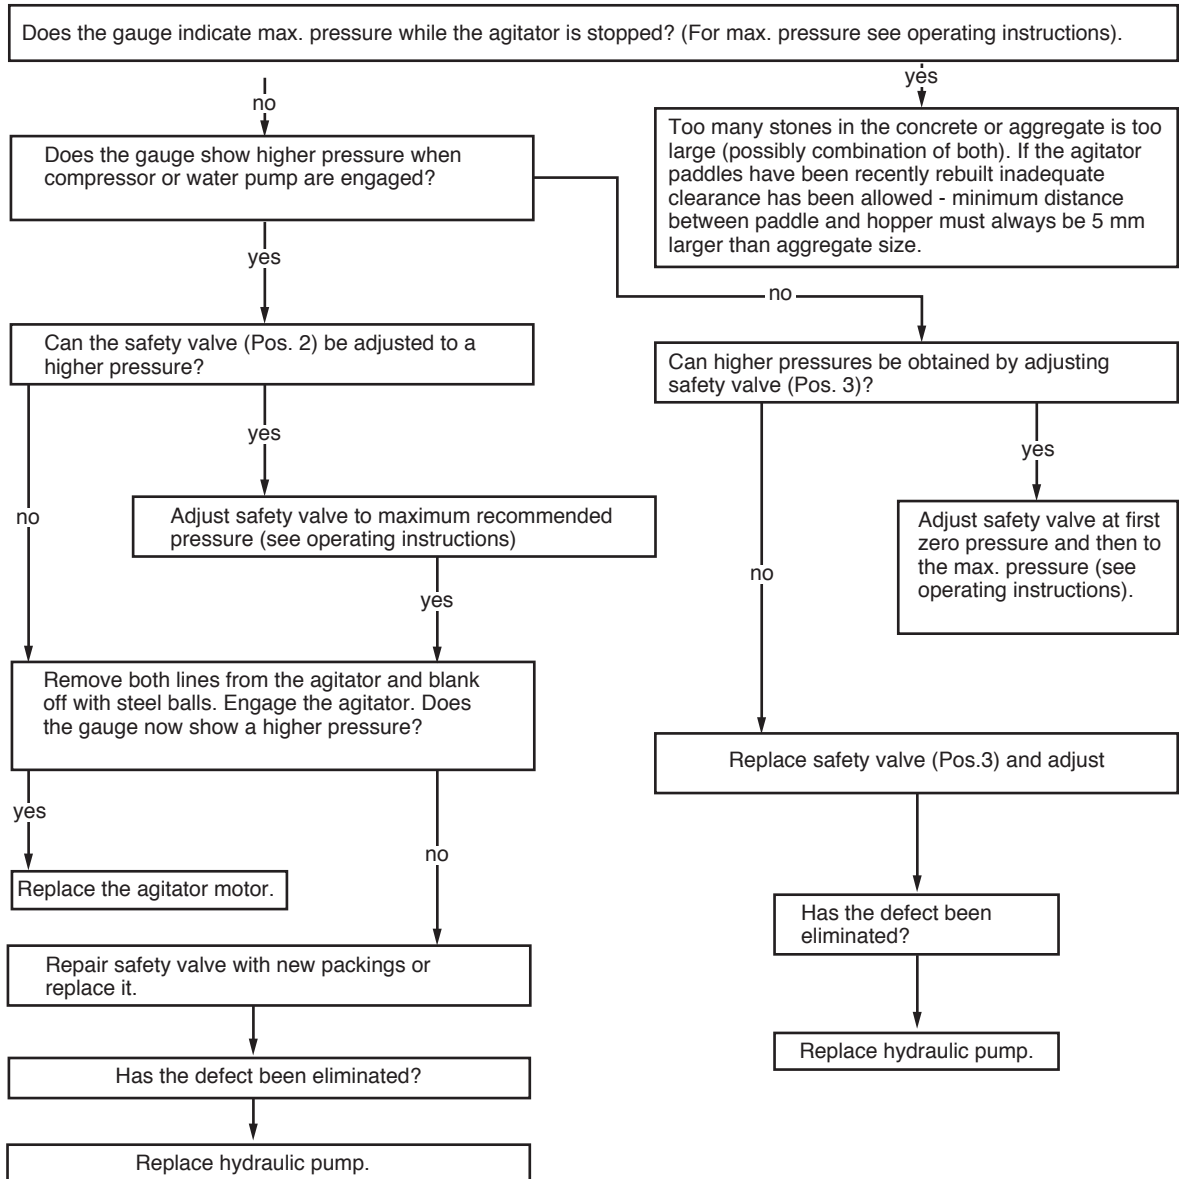 Does the gauge indicate max. pressure while the agitator is stopped? (For max. pressure see operating instructions).
no
yes
Does the gauge show higher pressure when
compressor or water pump are engaged?
Too many stones in the concrete or aggregate is too
large (possibly combination of both). If the agitator
paddles have been recently rebuilt inadequate
clearance has been allowed - minimum distance
between paddle and hopper must always be 5 mm
larger than aggregate size.
yes
no
Can the safety valve (Pos. 2) be adjusted to a
higher pressure?
Can higher pressures be obtained by adjusting
safety valve (Pos. 3)?
yes
yes
no
Adjust safety valve to maximum recommended
pressure (see operating instructions)
Adjust safety valve at first
zero pressure and then to
the max. pressure (see
operating instructions).
no
yes
Remove both lines from the agitator and blank
off with steel balls. Engage the agitator. Does
the gauge now show a higher pressure?
Replace safety valve (Pos.3) and adjust
yes
no
Replace the agitator motor.
Has the defect been
eliminated?
Repair safety valve with new packings or
replace it.
Replace hydraulic pump.
Has the defect been eliminated?
Replace hydraulic pump.